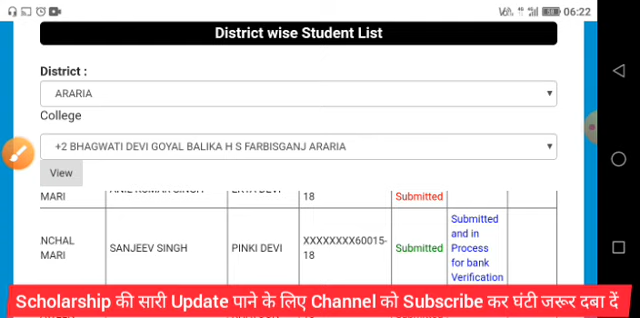 06:22
District wise Student List
District :
ARARIA
College
+2 BHAGWATI DEVI GOYAL BALIKA H S FARBISGANJ ARARIA
View
MARI 18 Submitted
NCHAL MARI SANJEEV SINGH PINKI DEVI XXXXXXXX60015-18 Submitted Submitted and in Process for bank Verification
Scholarship की सारी Update पाने के लिए Channel को Subscribe कर घंटी जरूर दबा दें